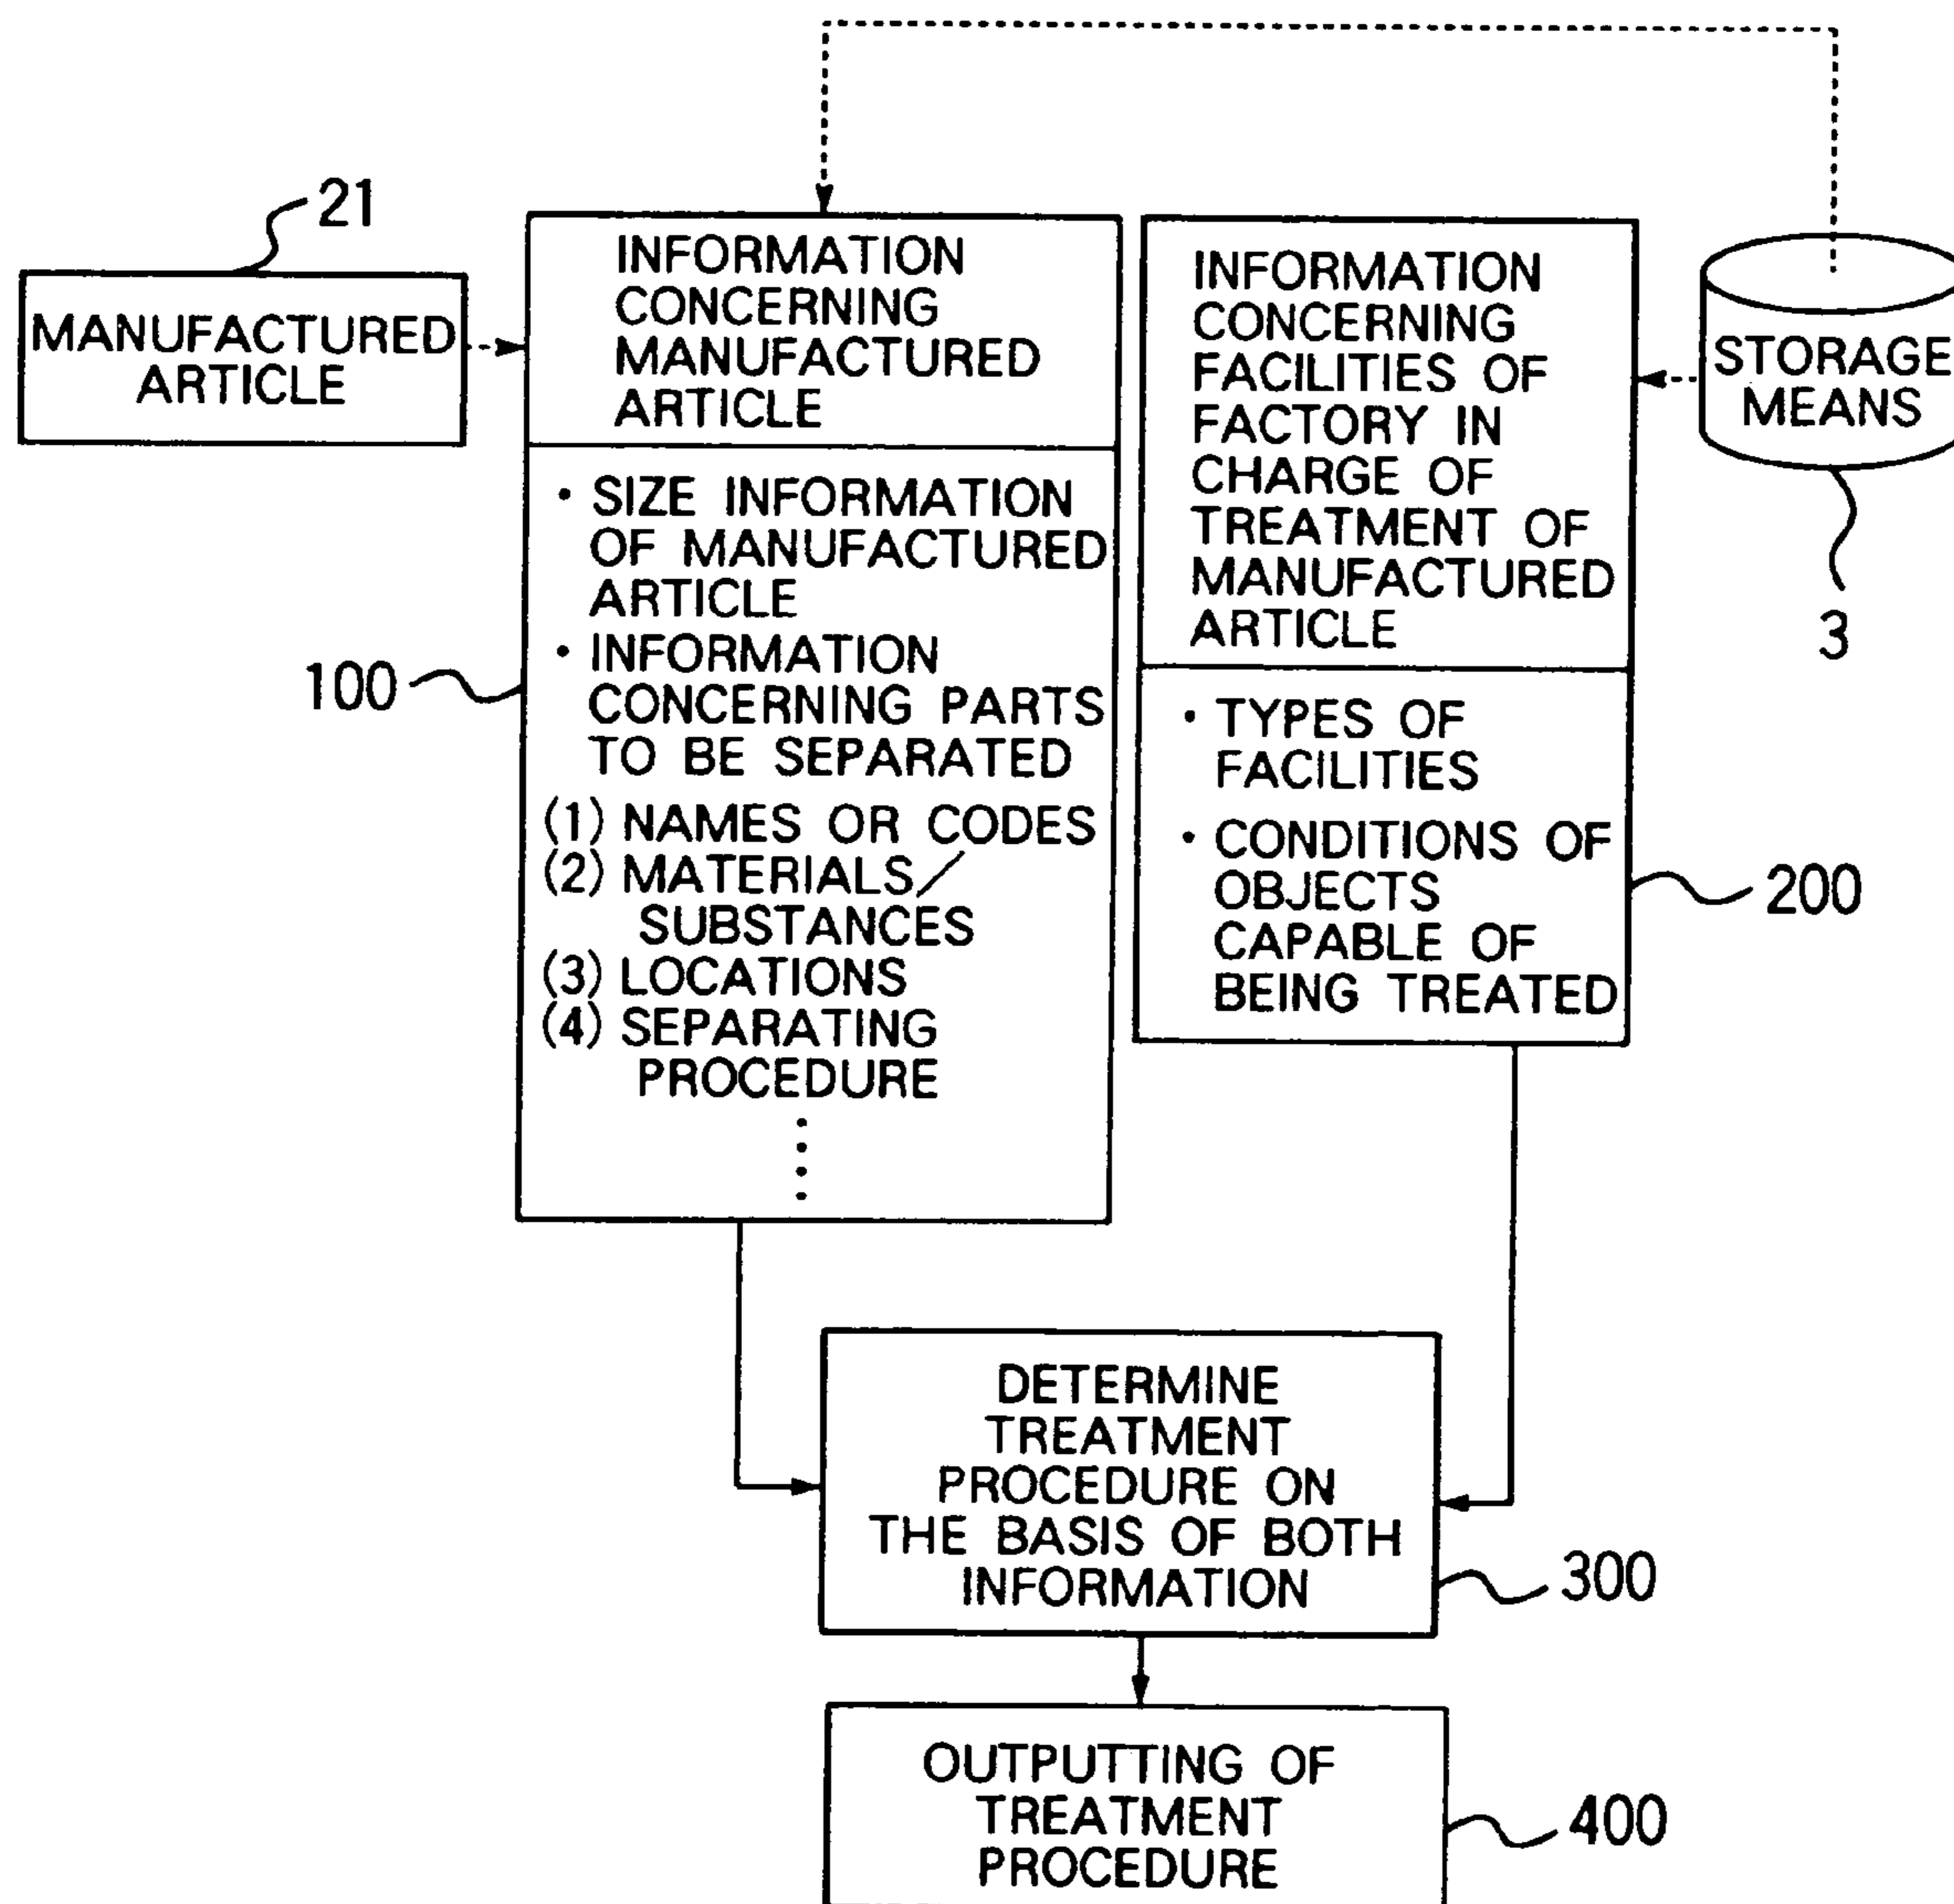 21
MANUFACTURED
ARTICLE
INFORMATION
CONCERNING
MANUFACTURED
ARTICLE
• SIZE INFORMATION
OF MANUFACTURED
ARTICLE
• INFORMATION
CONCERNING PARTS
TO BE SEPARATED
(1) NAMES OR CODES
(2) MATERIALS/
SUBSTANCES
(3) LOCATIONS
(4) SEPARATING
PROCEDURE
100
INFORMATION
CONCERNING
FACILITIES OF
FACTORY IN
CHARGE OF
TREATMENT OF
MANUFACTURED
ARTICLE
• TYPES OF
FACILITIES
• CONDITIONS OF
OBJECTS
CAPABLE OF
BEING TREATED
200
STORAGE
MEANS
3
DETERMINE
TREATMENT
PROCEDURE ON
THE BASIS OF BOTH
INFORMATION
300
OUTPUTTING OF
TREATMENT
PROCEDURE
400